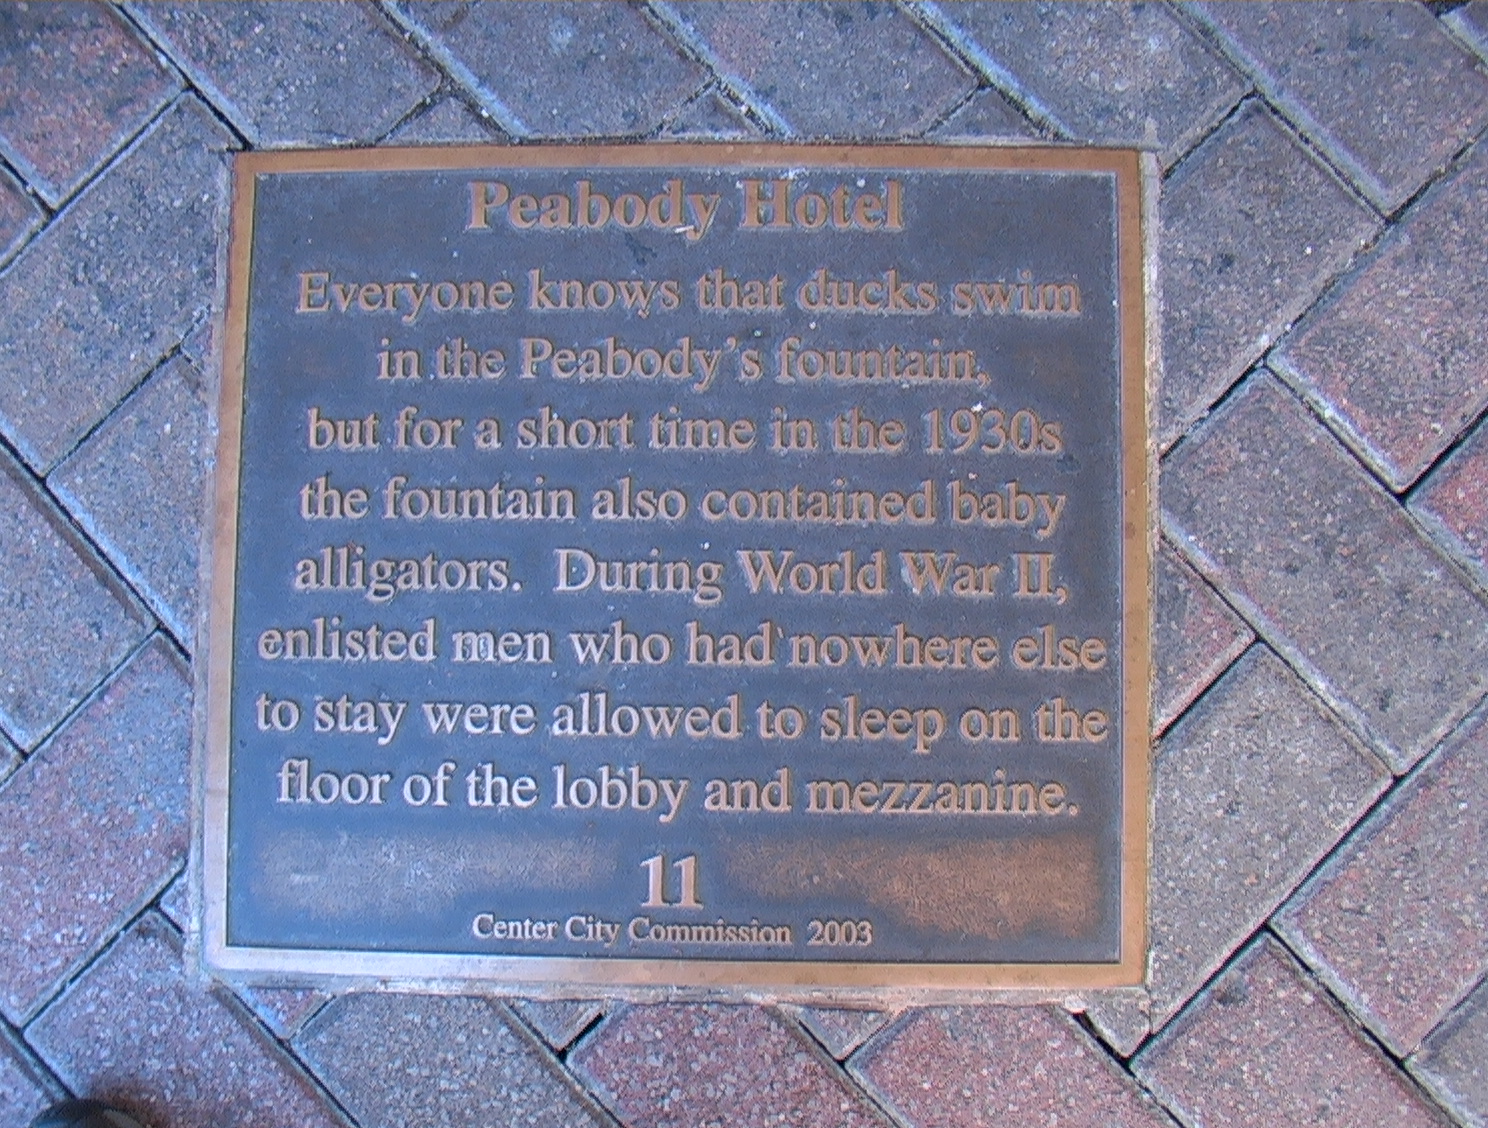 Peabody Hotel
Everyone knows that ducks swim
in the Peabody's fountain,
but for a short time in the 1930s
the fountain also contained baby
alligators. During World War II,
enlisted men who had nowhere else
to stay were allowed to sleep on the
floor of the lobby and mezzanine.
11
Center City Commission 2003